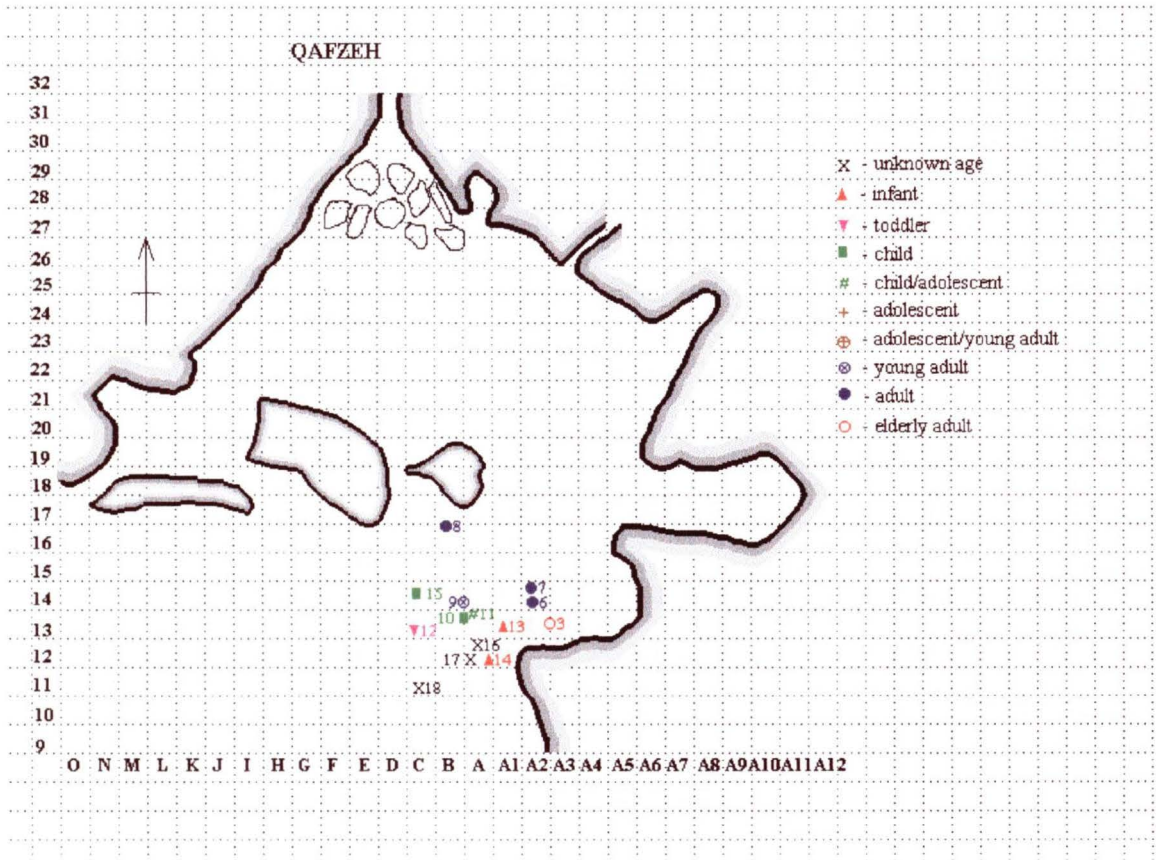 QAFZEH
32
31
30
29
28
27
26
25
24
23
22
21
20
19
18
17
16
15
14
13
12
11
10
9
X - unknown age
- infant
- toddler
- child
# - child/adolescent
+ - adolescent
⊕ - adolescent/young adult
⊗ - young adult
- adult
- elderly adult
8
15
7
9
6
10
#11
12
13
3
X16
17 X
14
X18
O N M L K J I H G F E D C B A A1 A2 A3 A4 A5 A6 A7 A8 A9 A10 A11 A12